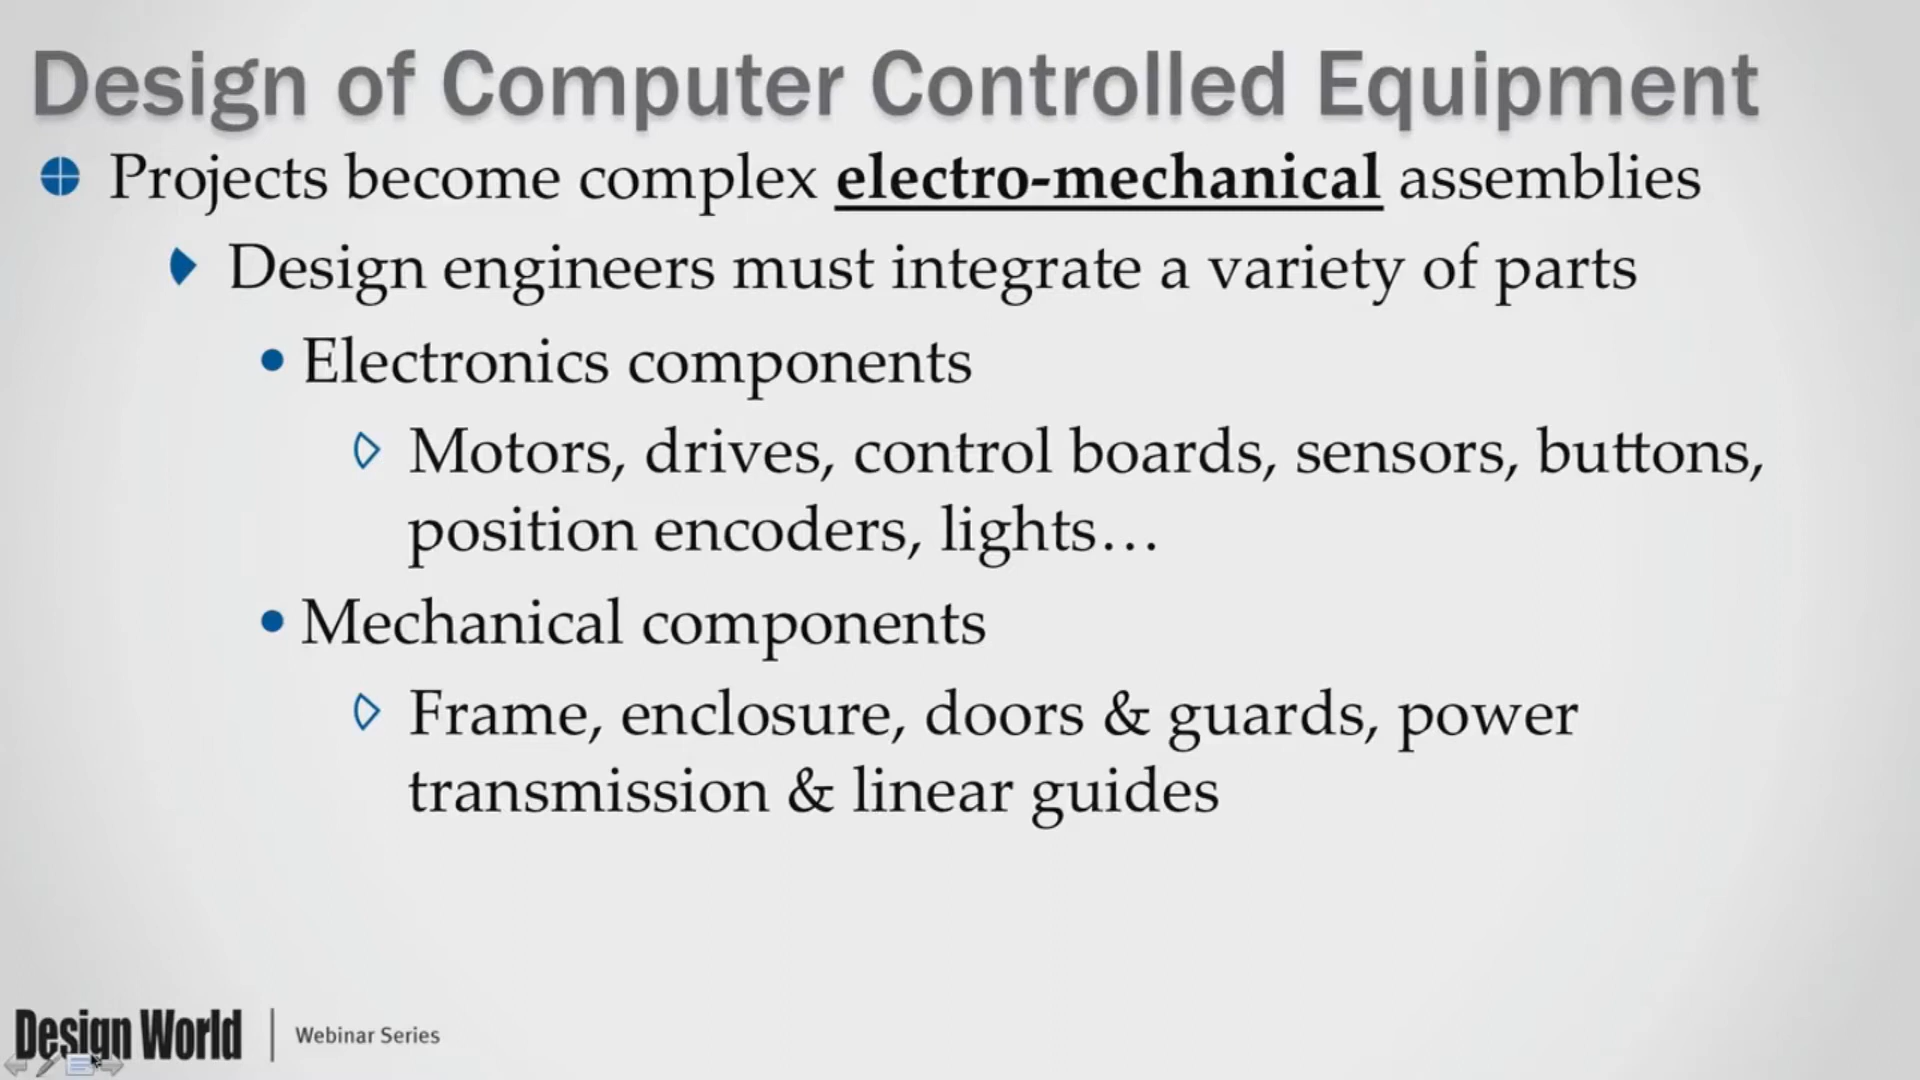 Design of Computer Controlled Equipment
Projects become complex electro-mechanical assemblies
Design engineers must integrate a variety of parts
Electronics components
Motors, drives, control boards, sensors, buttons,
position encoders, lights…
Mechanical components
Frame, enclosure, doors & guards, power
transmission & linear guides
Design World
Webinar Series